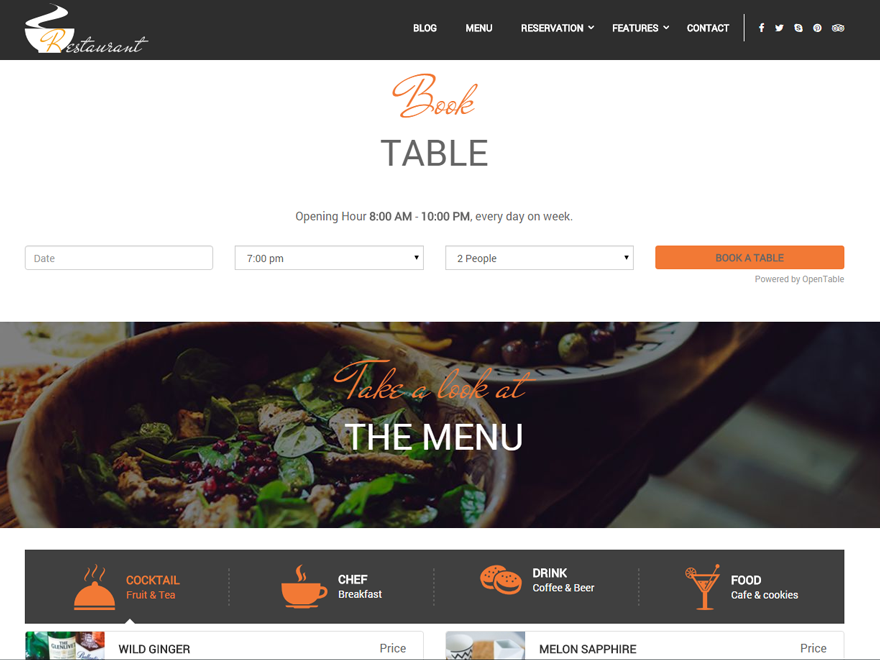 Restaurant
BLOG MENU RESERVATION FEATURES CONTACT
Book
TABLE
Opening Hour 8:00 AM - 10:00 PM, every day on week.
Date 7:00 pm 2 People BOOK A TABLE
Powered by OpenTable
Take a look at
THE MENU
COCKTAIL
Fruit & Tea
CHEF
Breakfast
DRINK
Coffee & Beer
FOOD
Cafe & cookies
THE
GLENLIVET
WILD GINGER Price
MELON SAPPHIRE Price